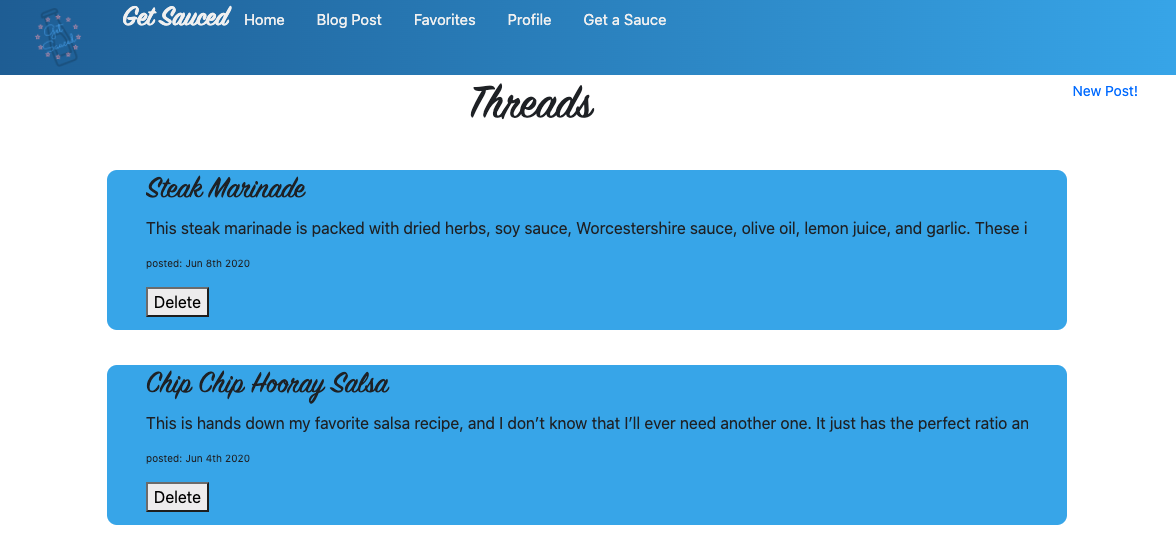 Get Sauced Home Blog Post Favorites Profile Get a Sauce
New Post!
Threads
Steak Marinade
This steak marinade is packed with dried herbs, soy sauce, Worcestershire sauce, olive oil, lemon juice, and garlic. These i
posted: Jun 8th 2020
Delete
Chip Chip Hooray Salsa
This is hands down my favorite salsa recipe, and I don’t know that I’ll ever need another one. It just has the perfect ratio an
posted: Jun 4th 2020
Delete